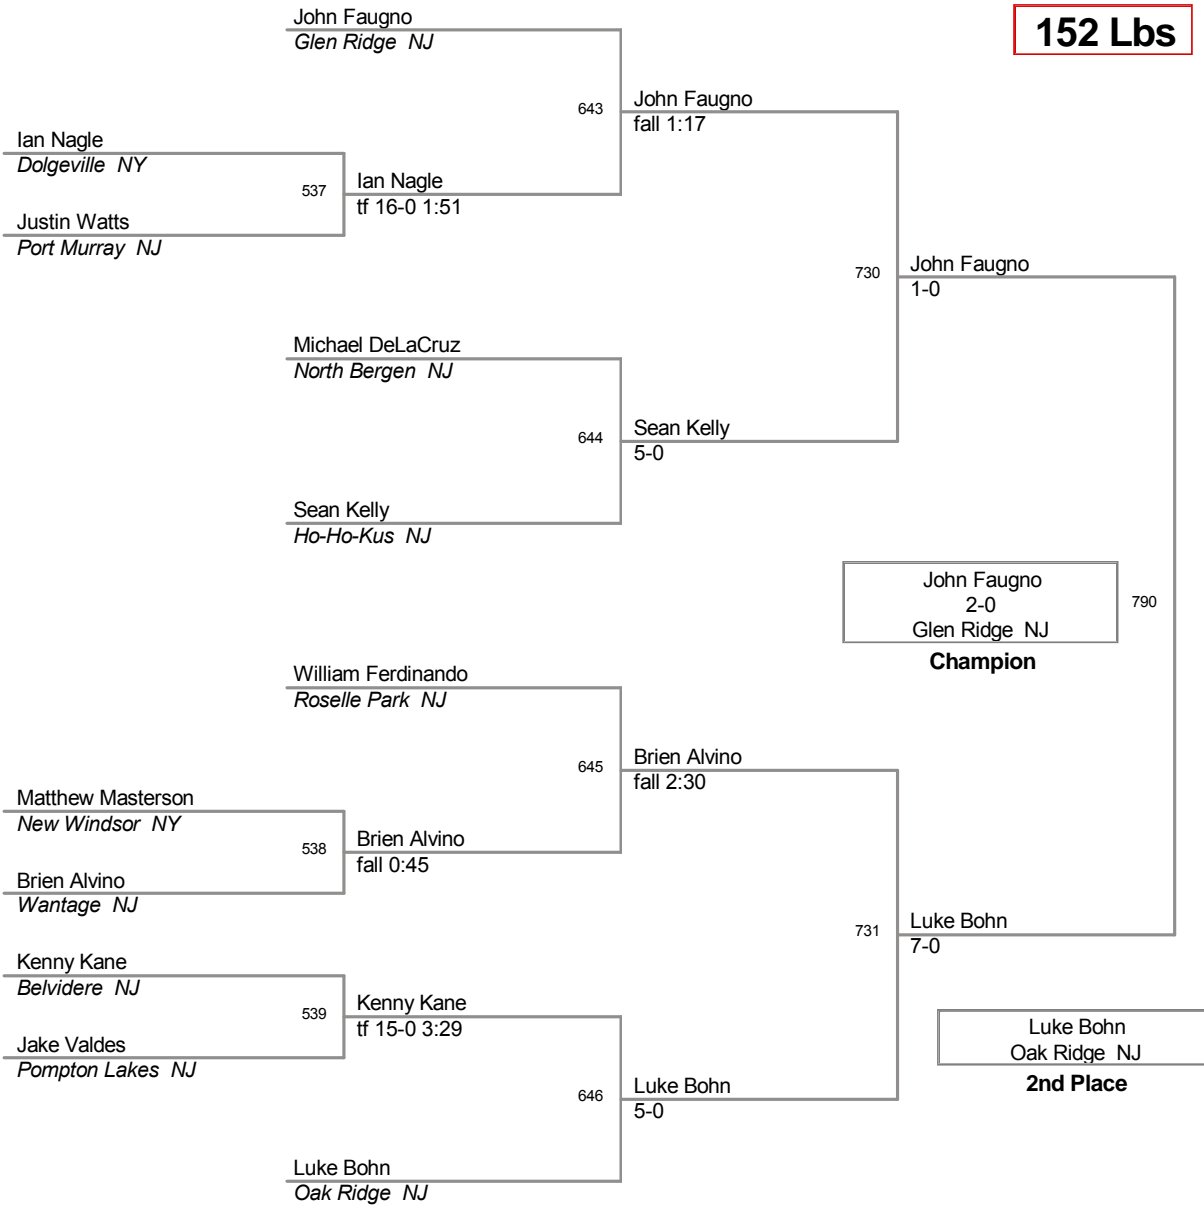 John Faugno
Glen Ridge  NJ
152 Lbs
643
John Faugno
fall 1:17
Ian Nagle
Dolgeville  NY
537
Ian Nagle
tf 16-0 1:51
Justin Watts
Port Murray  NJ
730
John Faugno
1-0
Michael DeLaCruz
North Bergen  NJ
644
Sean Kelly
5-0
Sean Kelly
Ho-Ho-Kus  NJ
John Faugno
2-0
Glen Ridge  NJ
790
Champion
William Ferdinando
Roselle Park  NJ
645
Brien Alvino
fall 2:30
Matthew Masterson
New Windsor  NY
538
Brien Alvino
fall 0:45
Brien Alvino
Wantage  NJ
731
Luke Bohn
7-0
Kenny Kane
Belvidere  NJ
539
Kenny Kane
tf 15-0 3:29
Jake Valdes
Pompton Lakes  NJ
Luke Bohn
Oak Ridge  NJ
2nd Place
646
Luke Bohn
5-0
Luke Bohn
Oak Ridge  NJ